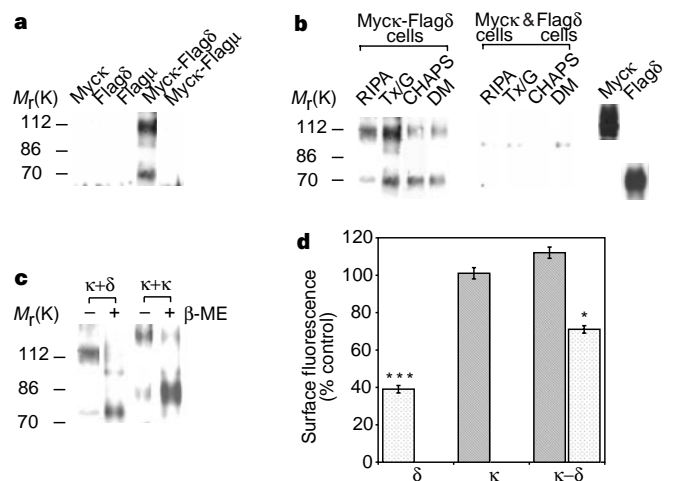 a
Mycκ
Flagδ
Flagμ
Mycκ-Flagδ
Mycκ-Flagμ
Mr(K)
112
86
70
b
Mycκ-Flagδ
cells
Mycκ & Flagδ
cells cells
Mr(K)
RIPA
Tx/G
CHAPS
DM
RIPA
Tx/G
CHAPS
DM
Mycκ
Flagδ
112
86
70
c
κ+δ κ+κ
Mr(K) – + – + β-ME
112
86
70
d
Surface fluorescence
(% control)
120
100
80
60
40
20
0
***
*
δ κ κ–δ